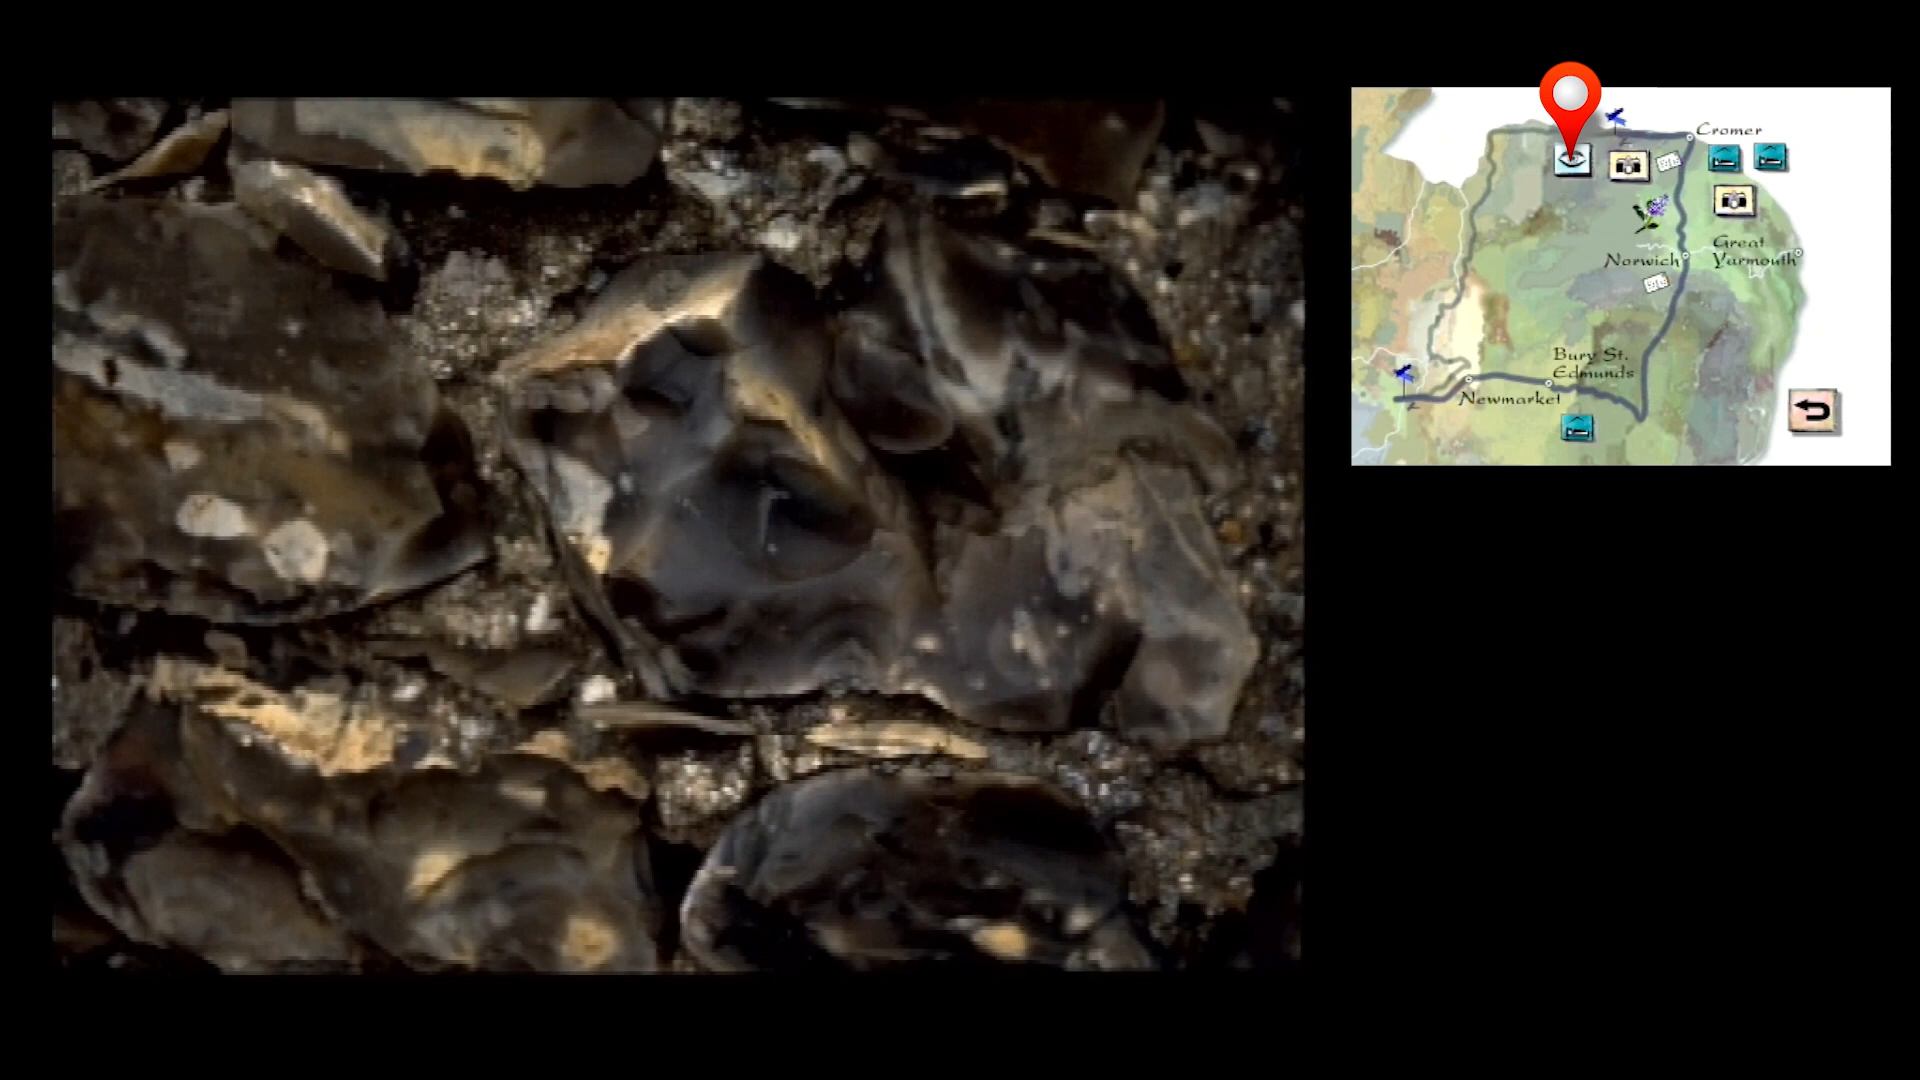 Cromer
Great
Yarmouth
Norwich
Bury St.
Edmunds
Newmarket